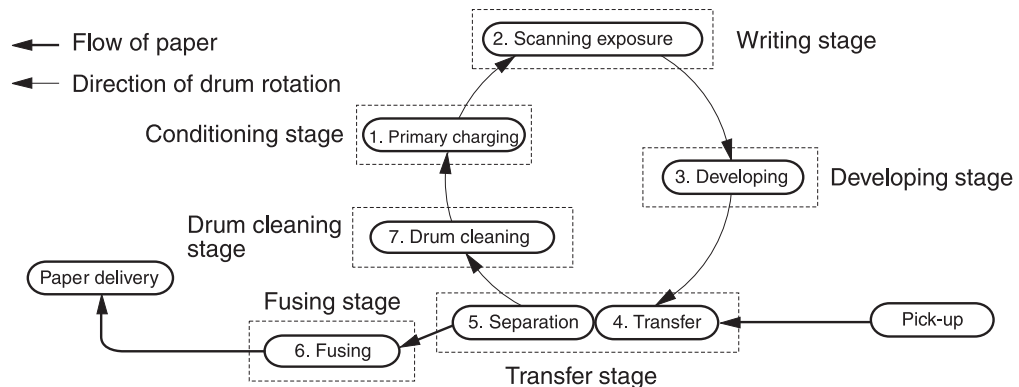 Flow of paper
Direction of drum rotation
2. Scanning exposure
Writing stage
Conditioning stage
1. Primary charging
3. Developing
Developing stage
Drum cleaning
stage
7. Drum cleaning
Paper delivery
Fusing stage
5. Separation
4. Transfer
Pick-up
6. Fusing
Transfer stage